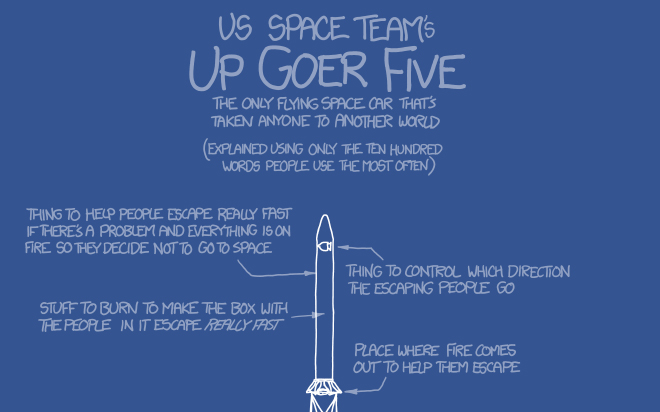 US SPACE TEAM'S
UP GOER FIVE
THE ONLY FLYING SPACE CAR THAT'S
TAKEN ANYONE TO ANOTHER WORLD
(EXPLAINED USING ONLY THE TEN HUNDRED
WORDS PEOPLE USE THE MOST OFTEN)
THING TO HELP PEOPLE ESCAPE REALLY FAST
IF THERE'S A PROBLEM AND EVERYTHING IS ON
FIRE SO THEY DECIDE NOT TO GO TO SPACE
THING TO CONTROL WHICH DIRECTION
THE ESCAPING PEOPLE GO
STUFF TO BURN TO MAKE THE BOX WITH
THE PEOPLE IN IT ESCAPE REALLY FAST
PLACE WHERE FIRE COMES
OUT TO HELP THEM ESCAPE